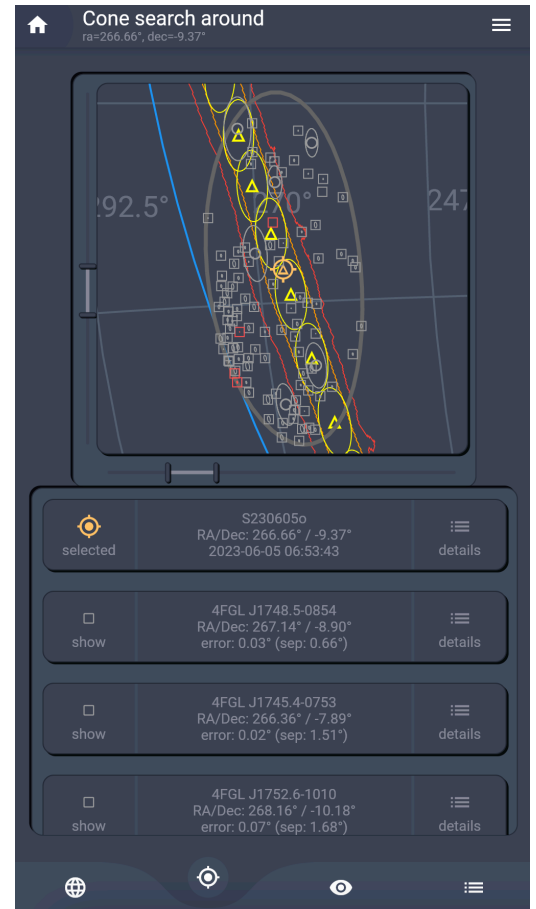 Cone search around
ra=266.66°, dec=-9.37°
292.5°
270°
247
selected
S230605o
RA/Dec: 266.66° / -9.37°
2023-06-05 06:53:43
details
show
4FGL J1748.5-0854
RA/Dec: 267.14° / -8.90°
error: 0.03° (sep: 0.66°)
details
show
4FGL J1745.4-0753
RA/Dec: 266.36° / -7.89°
error: 0.02° (sep: 1.51°)
details
show
4FGL J1752.6-1010
RA/Dec: 268.16° / -10.18°
error: 0.07° (sep: 1.68°)
details